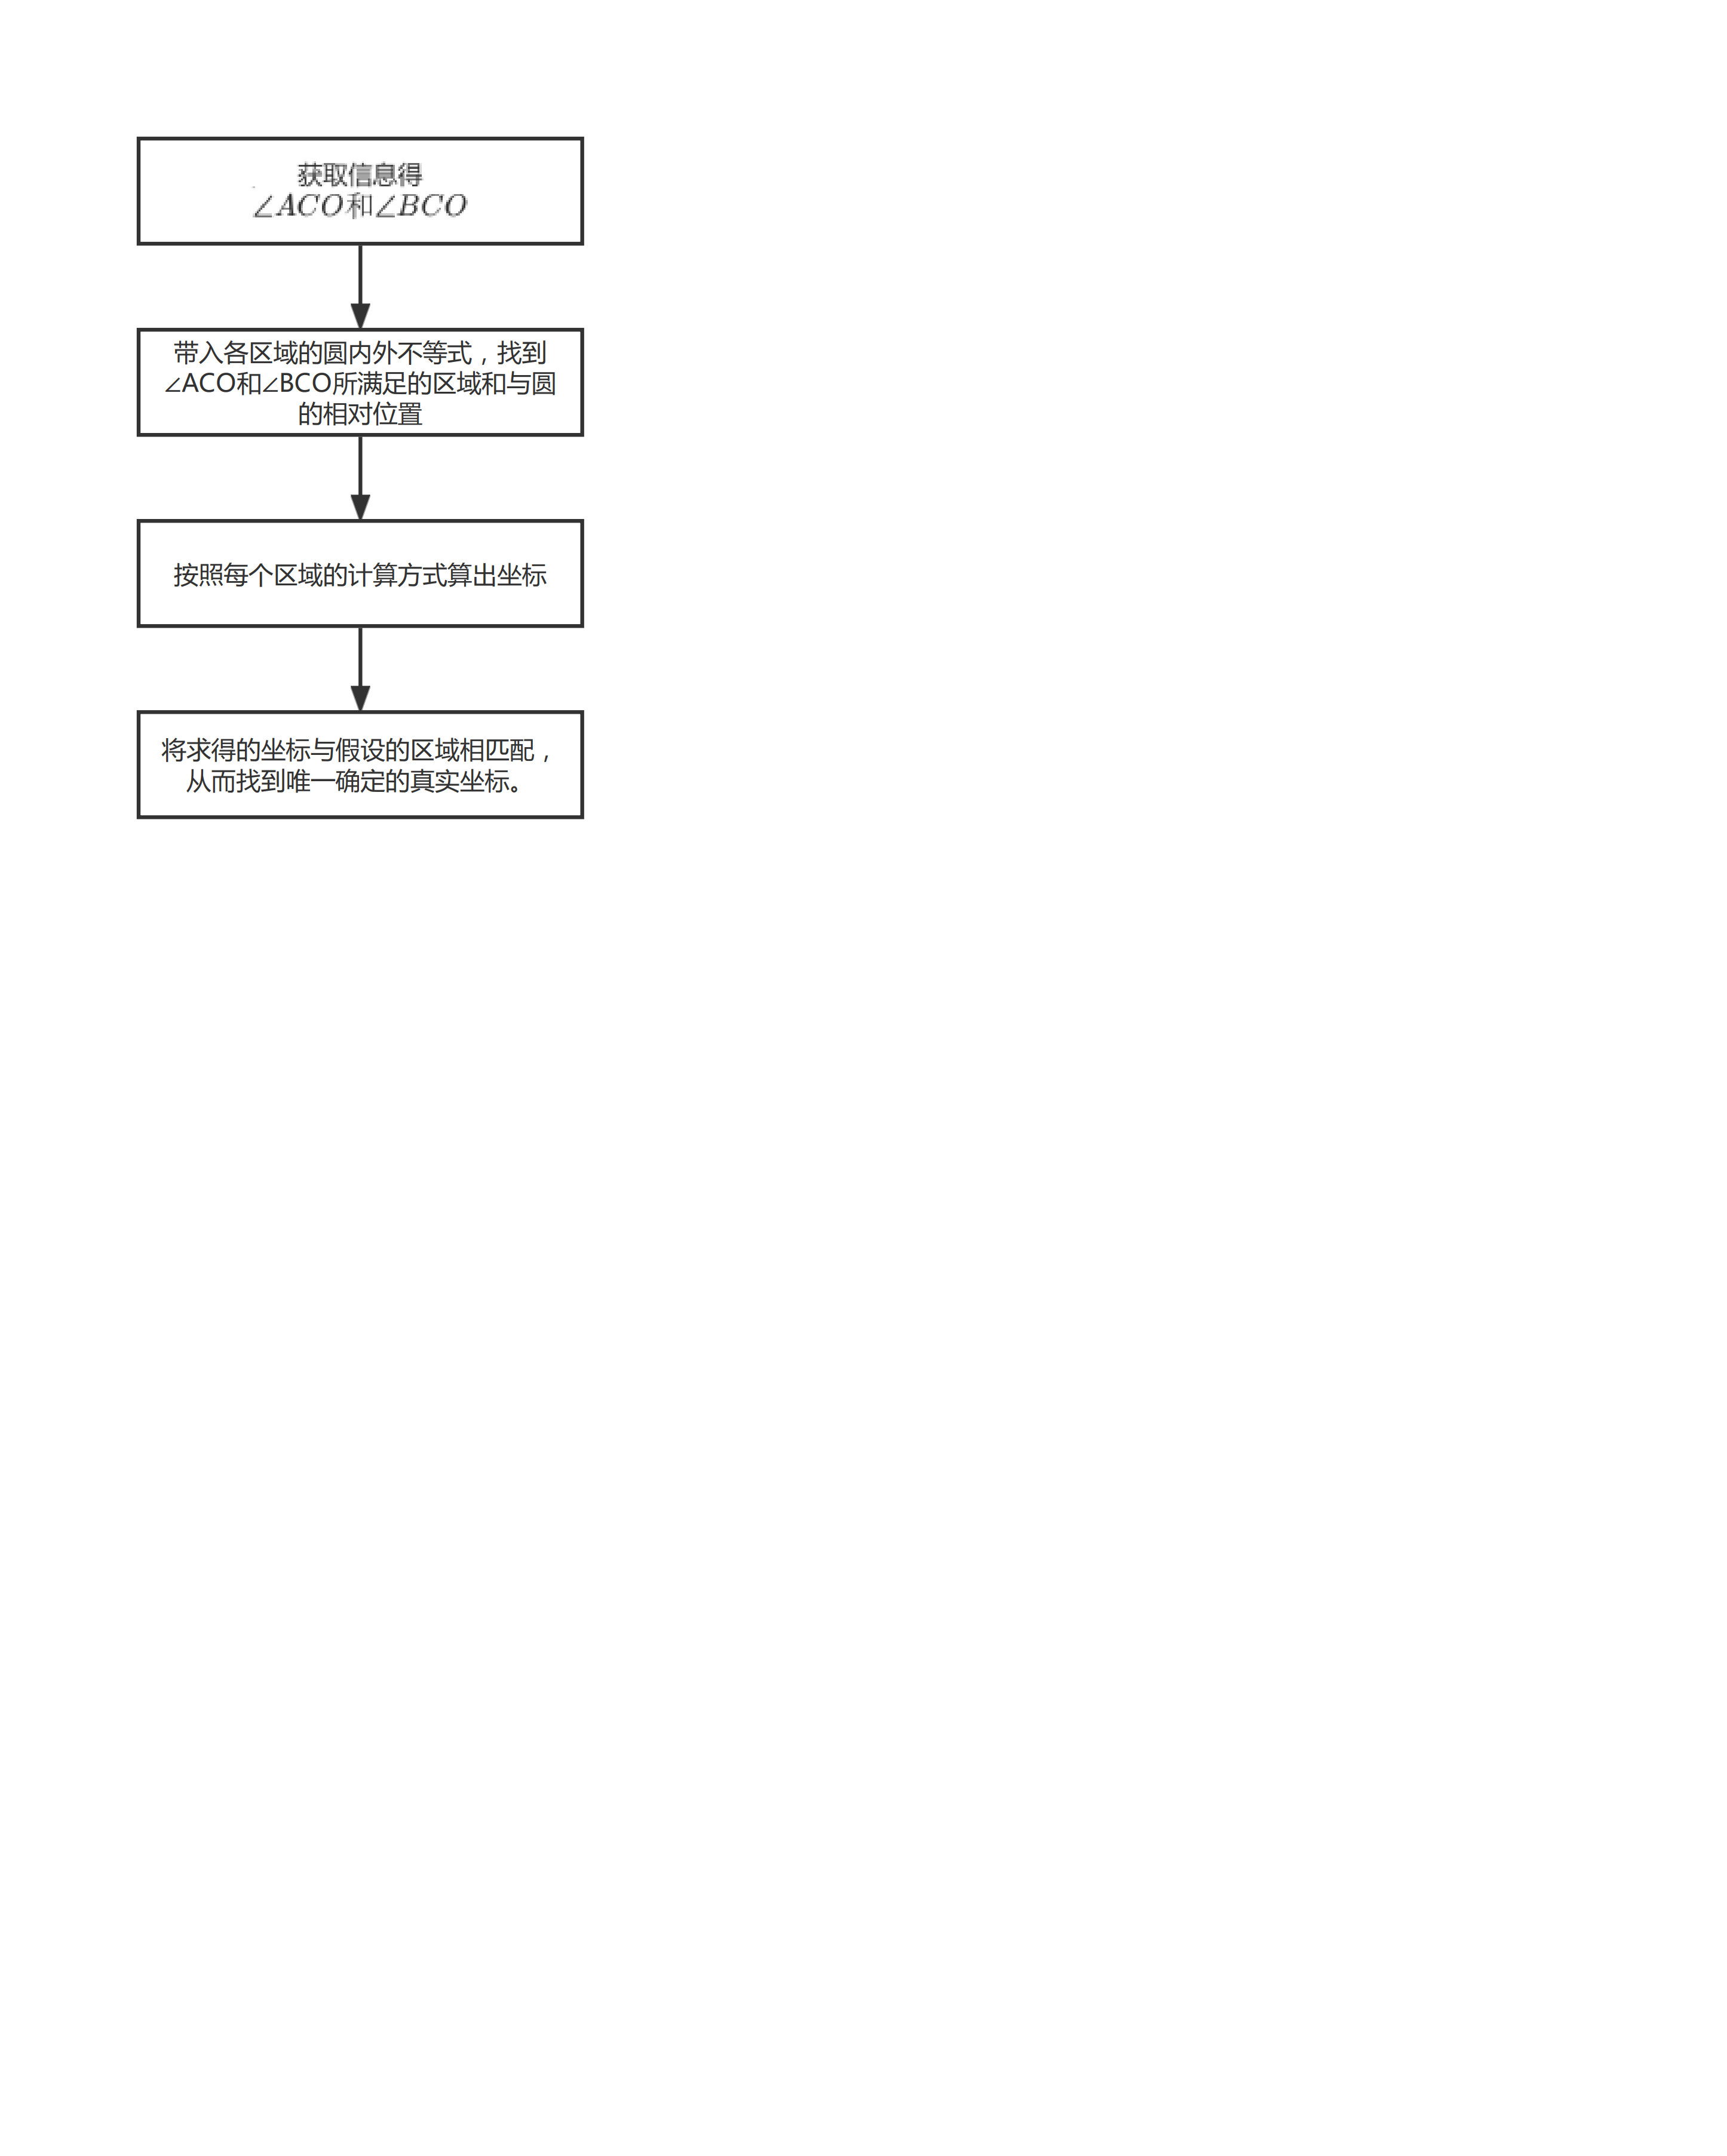 获取信息得
∠ACO和∠BCO
带入各区域的圆内外不等式，找到
∠ACO和∠BCO所满足的区域和与圆
的相对位置
按照每个区域的计算方式算出坐标
将求得的坐标与假设的区域相匹配，
从而找到唯一确定的真实坐标。